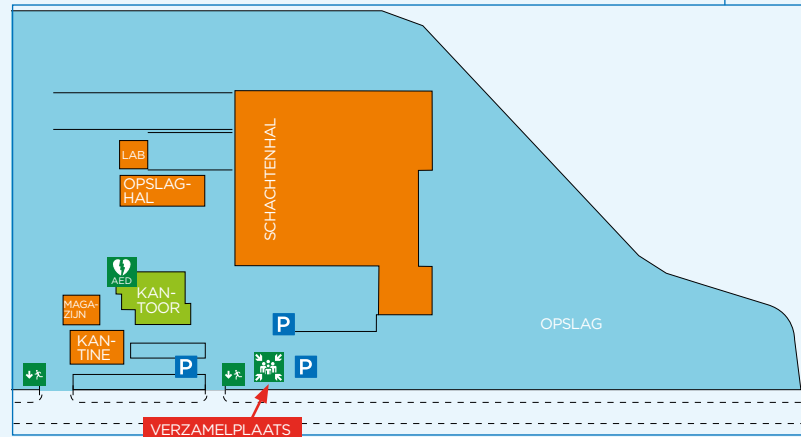 LAB
OPSLAG-
HAL
SCHACHTENHAL
AED
KAN-
TOOR
MAGA-
ZIJN
KAN-
TINE
P
OPSLAG
P
P
VERZAMELPLAATS